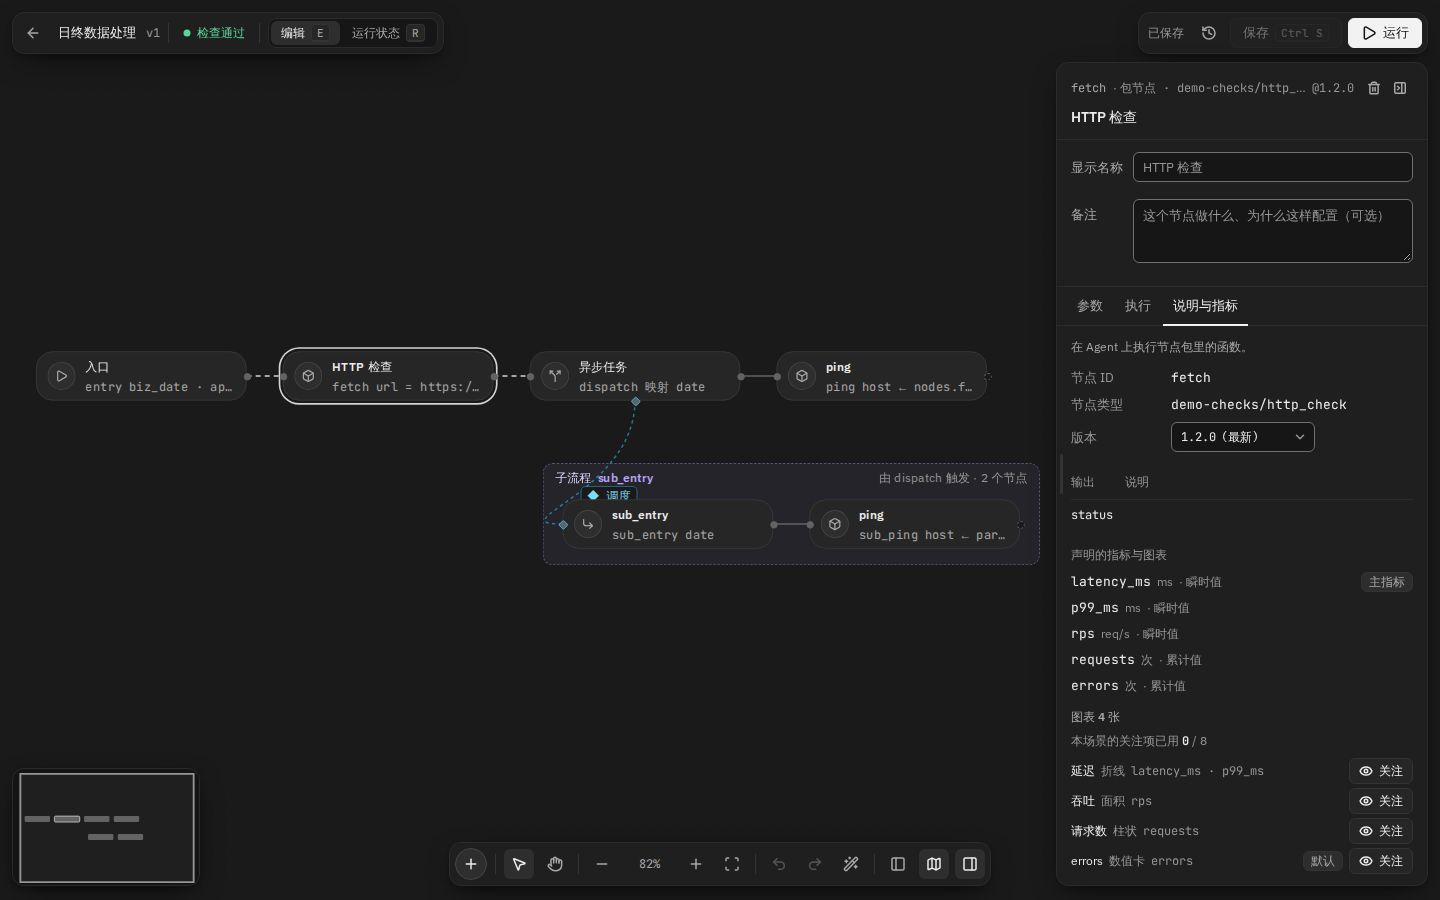 日终数据处理 v1 检查通过 编辑 E 运行状态 R 已保存 保存 Ctrl S 运行
fetch · 包节点 · demo-checks/http_… @1.2.0
HTTP 检查
显示名称 HTTP 检查
备注 这个节点做什么、为什么这样配置（可选）
参数 执行 说明与指标
在 Agent 上执行节点包里的函数。
节点 ID fetch
节点类型 demo-checks/http_check
版本 1.2.0 (最新)
输出 说明
status
声明的指标与图表
latency_ms ms · 瞬时值 主指标
p99_ms ms · 瞬时值
rps req/s · 瞬时值
requests 次 · 累计值
errors 次 · 累计值
图表 4 张
本场景的关注项已用 0 / 8
延迟 折线 latency_ms · p99_ms 关注
吞吐 面积 rps 关注
请求数 柱状 requests 关注
errors 数值卡 errors 默认 关注
入口
entry biz_date · ap…
HTTP 检查
fetch url = https:/…
异步任务
dispatch 映射 date
ping
ping host ← nodes.f…
子流程 sub_entry 由 dispatch 触发 · 2 个节点
调度
sub_entry
sub_entry date
ping
sub_ping host ← par…
82%